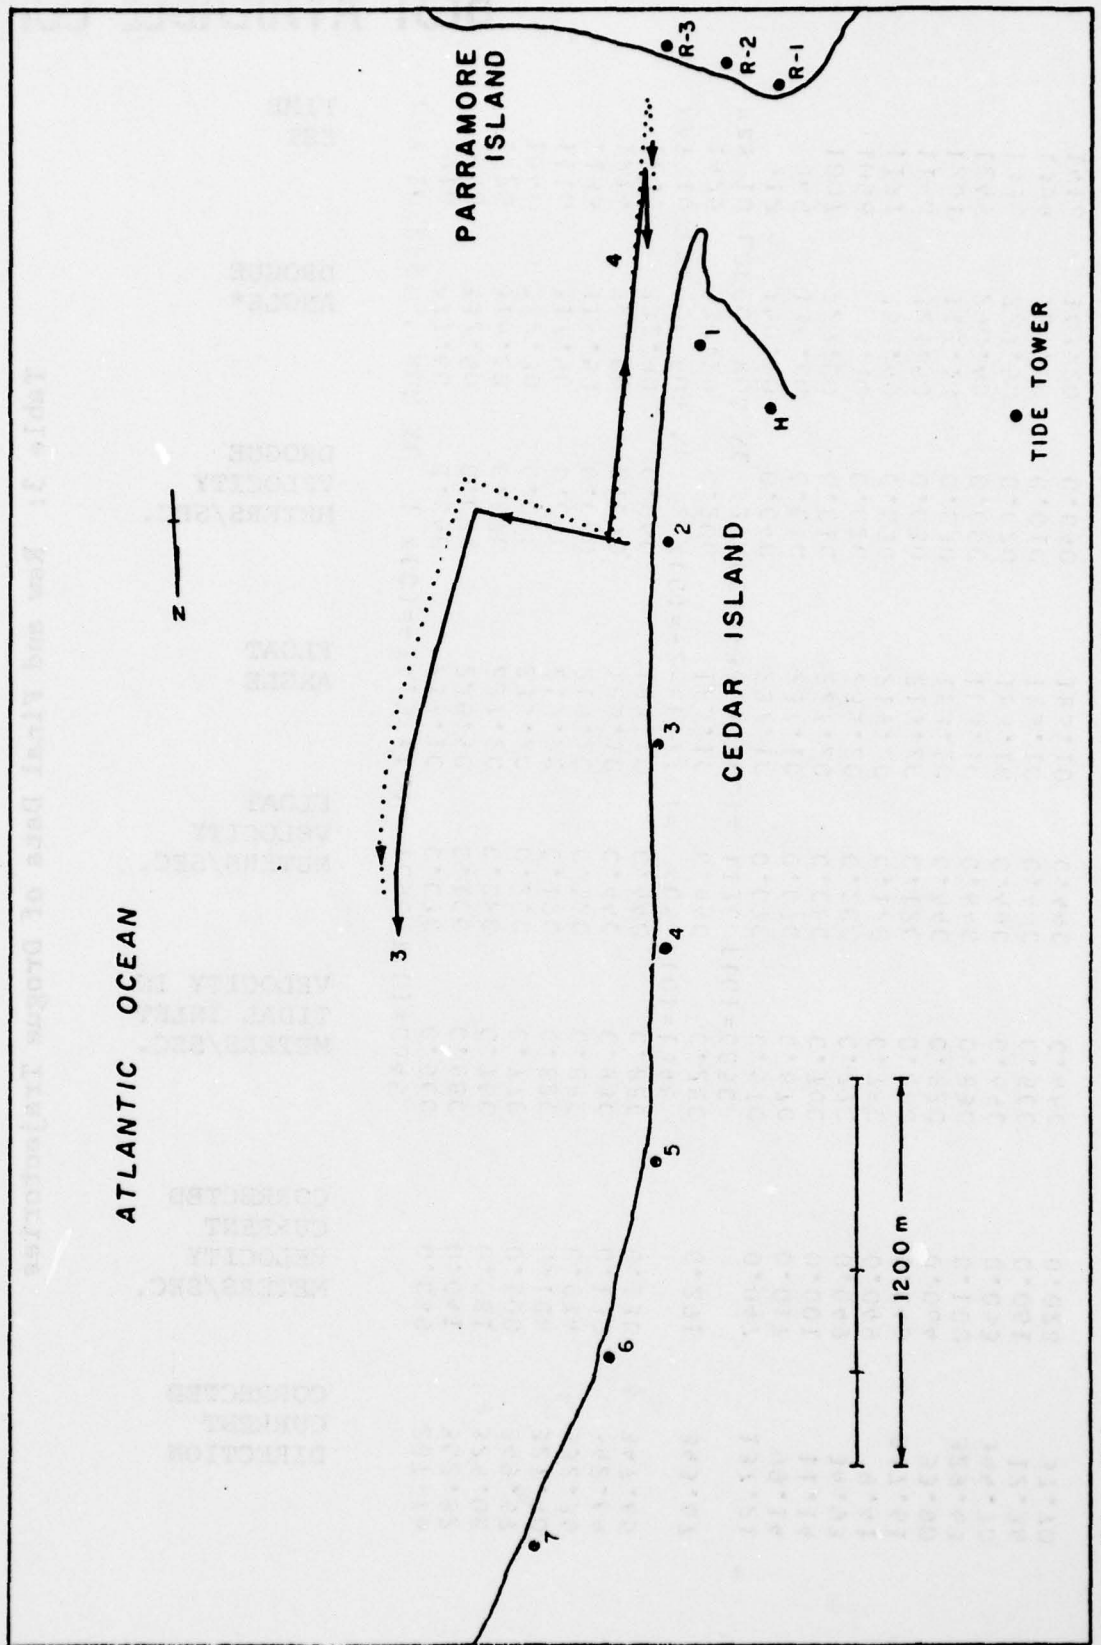 ATLANTIC OCEAN
N
PARRAMORE
ISLAND
R-3
R-2
R-1
3
4
7
6
5
4
3
2
1
H
CEDAR ISLAND
1200m
TIDE TOWER